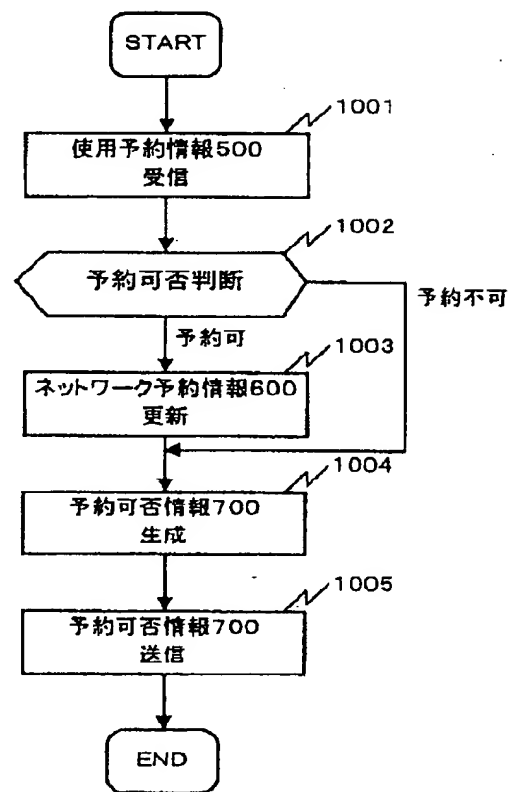 START
1001
使用予約情報500
受信
1002
予約可否判断
予約不可
予約可
1003
ネットワーク予約情報600
更新
1004
予約可否情報700
生成
1005
予約可否情報700
送信
END